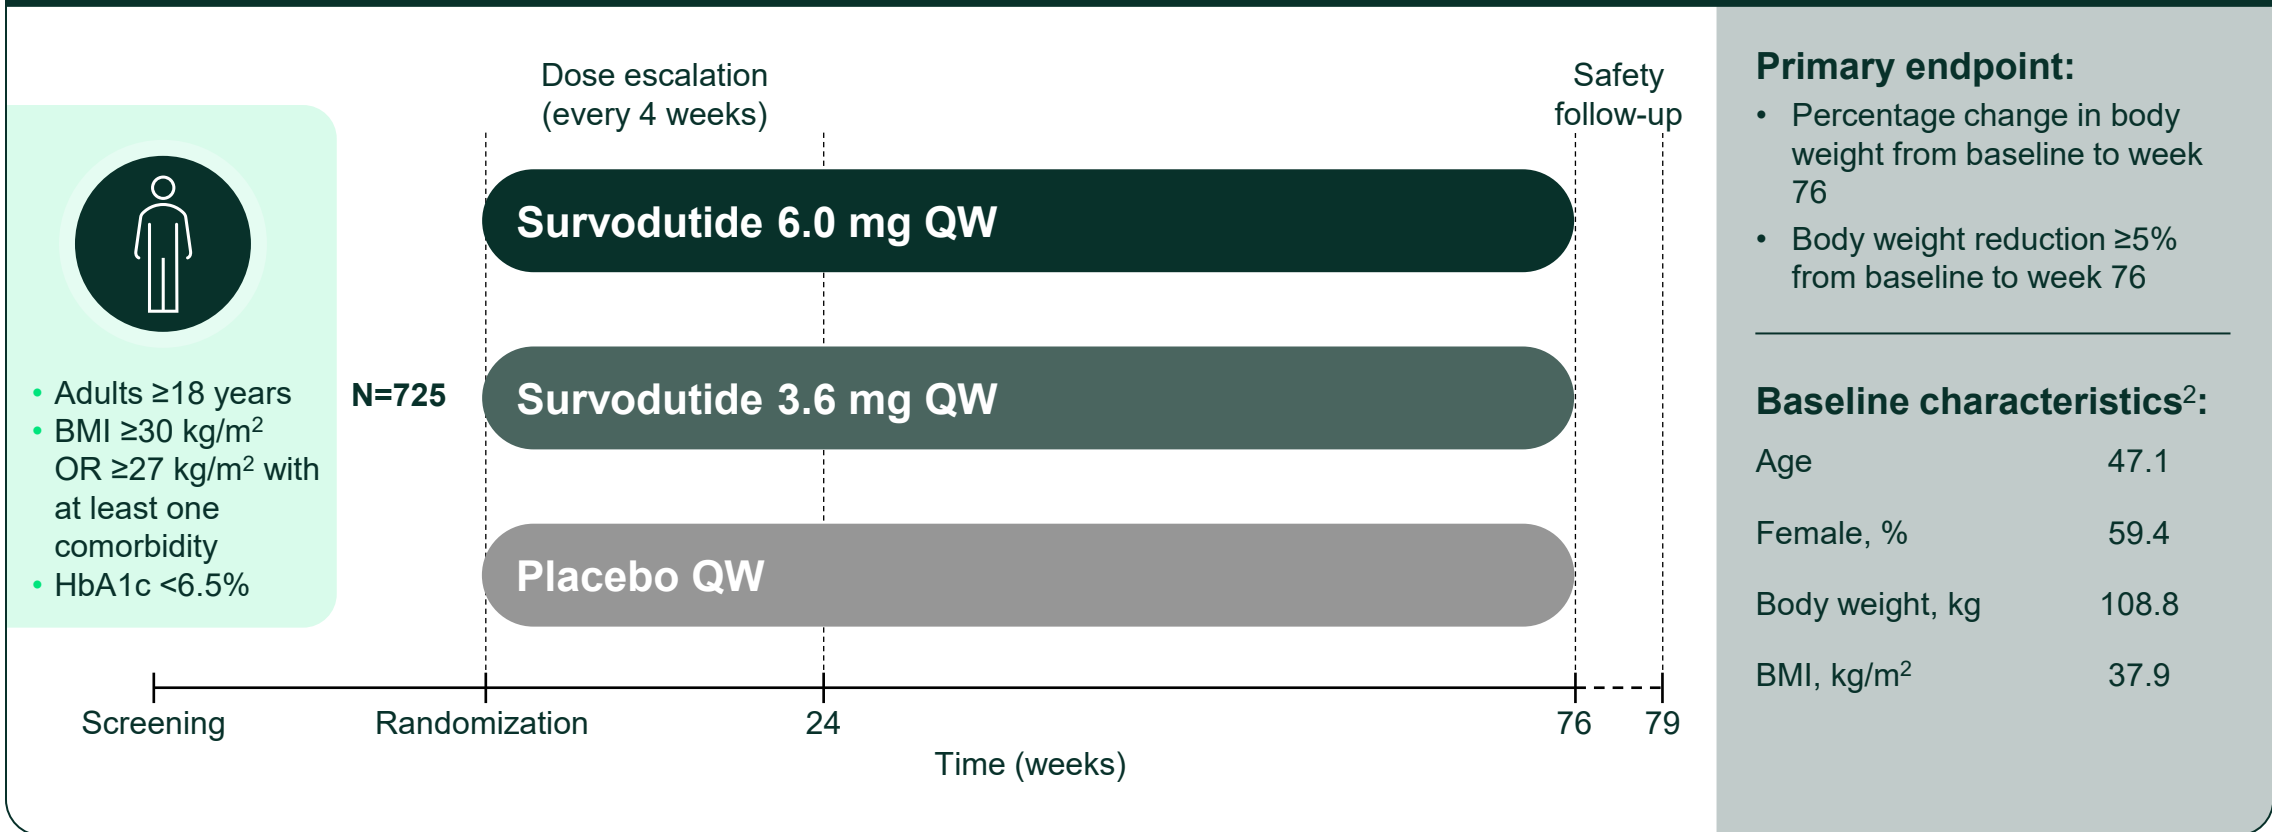 Dose escalation
(every 4 weeks)
Safety
follow-up
• Adults ≥18 years
• BMI ≥30 kg/m²
OR ≥27 kg/m² with
at least one
comorbidity
• HbA1c <6.5%
N=725
Survodutide 6.0 mg QW
Survodutide 3.6 mg QW
Placebo QW
Screening
Randomization
24
76
79
Time (weeks)
Primary endpoint:
• Percentage change in body
weight from baseline to week
76
• Body weight reduction ≥5%
from baseline to week 76
Baseline characteristics²:
Age 47.1
Female, % 59.4
Body weight, kg 108.8
BMI, kg/m² 37.9